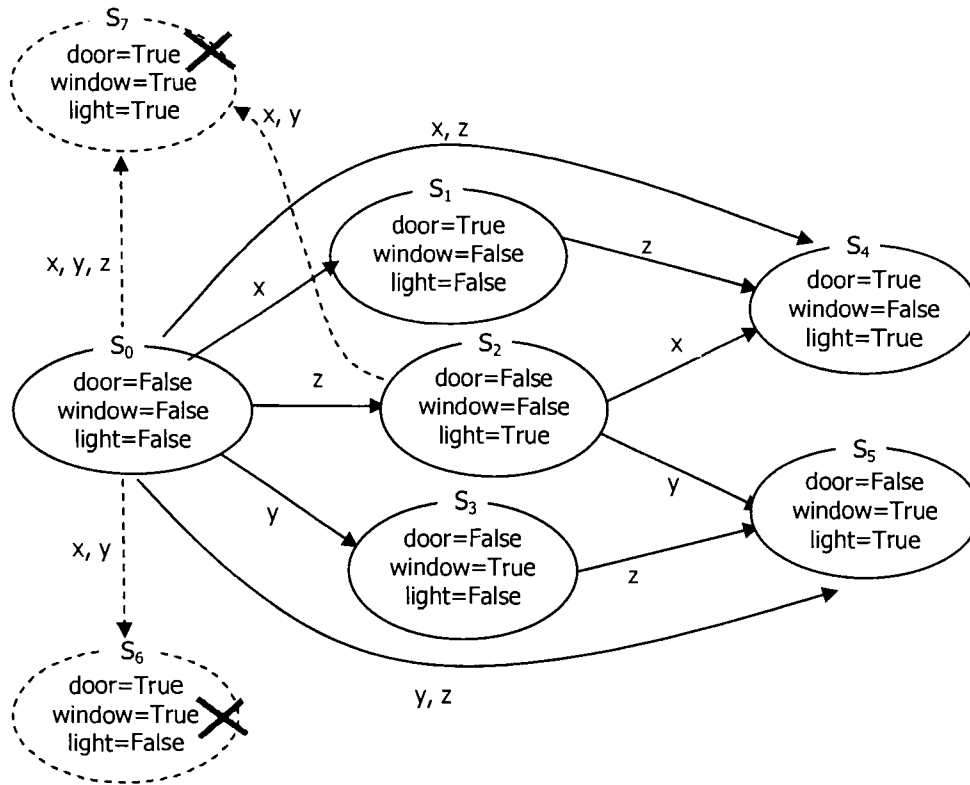 S7
door=True
window=True
light=True
x, y
x, z
x, y, z
S1
door=True
window=False
light=False
z
S4
door=True
window=False
light=True
x
x
S0
door=False
window=False
light=False
z
S2
door=False
window=False
light=True
y
S5
door=False
window=True
light=True
y
S3
door=False
window=True
light=False
z
x, y
y, z
S6
door=True
window=True
light=False